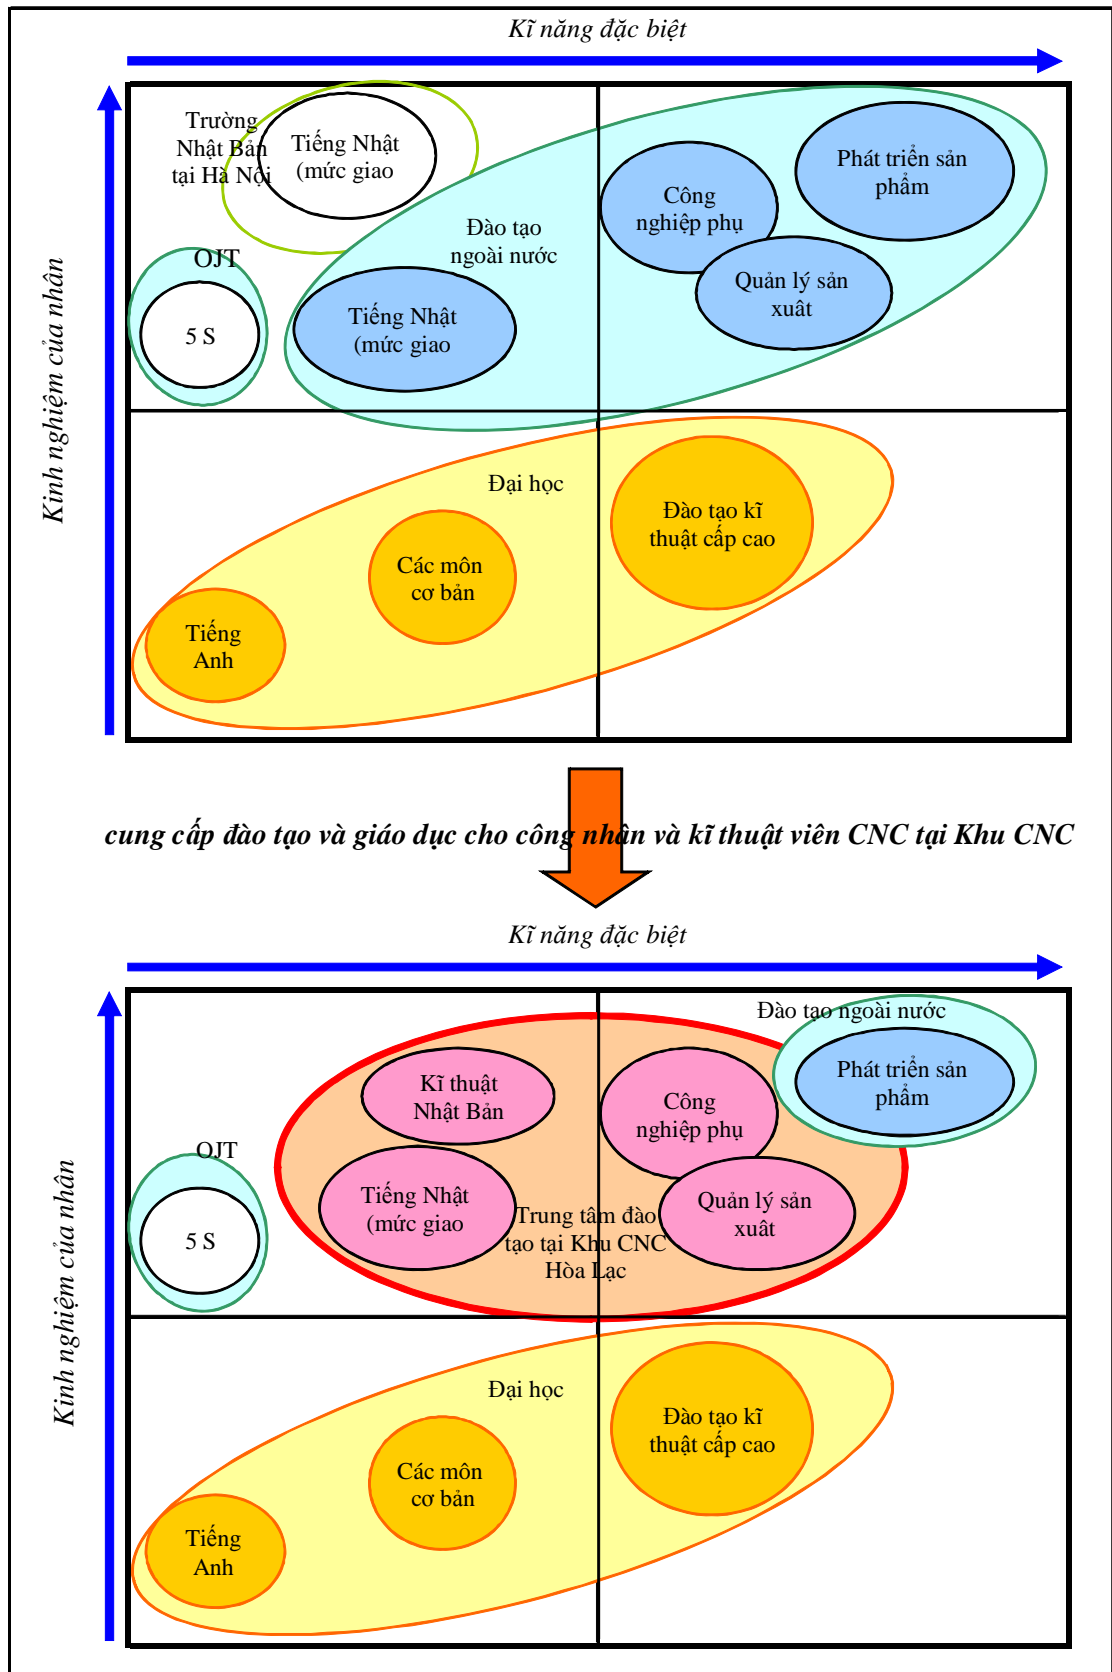 Kĩ năng đặc biệt
Kinh nghiệm của nhân
Trường
Nhật Bản
tại Hà Nội
Tiếng Nhật
(mức giao
Đào tạo
ngoài nước
Công
nghiệp phụ
Phát triển sản
phẩm
Quản lý sản
xuât
OJT
5 S
Tiếng Nhật
(mức giao
Đại học
Đào tạo kĩ
thuật cấp cao
Các môn
cơ bản
Tiếng
Anh
cung cấp đào tạo và giáo dục cho công nhân và kĩ thuật viên CNC tại Khu CNC
Kĩ năng đặc biệt
Kinh nghiệm của nhân
Đào tạo ngoài nước
Phát triển sản
phẩm
Kĩ thuật
Nhật Bản
Công
nghiệp phụ
OJT
5 S
Tiếng Nhật
(mức giao
Trung tâm đào
tạo tại Khu CNC
Hòa Lạc
Quản lý sản
xuât
Đại học
Đào tạo kĩ
thuật cấp cao
Các môn
cơ bản
Tiếng
Anh